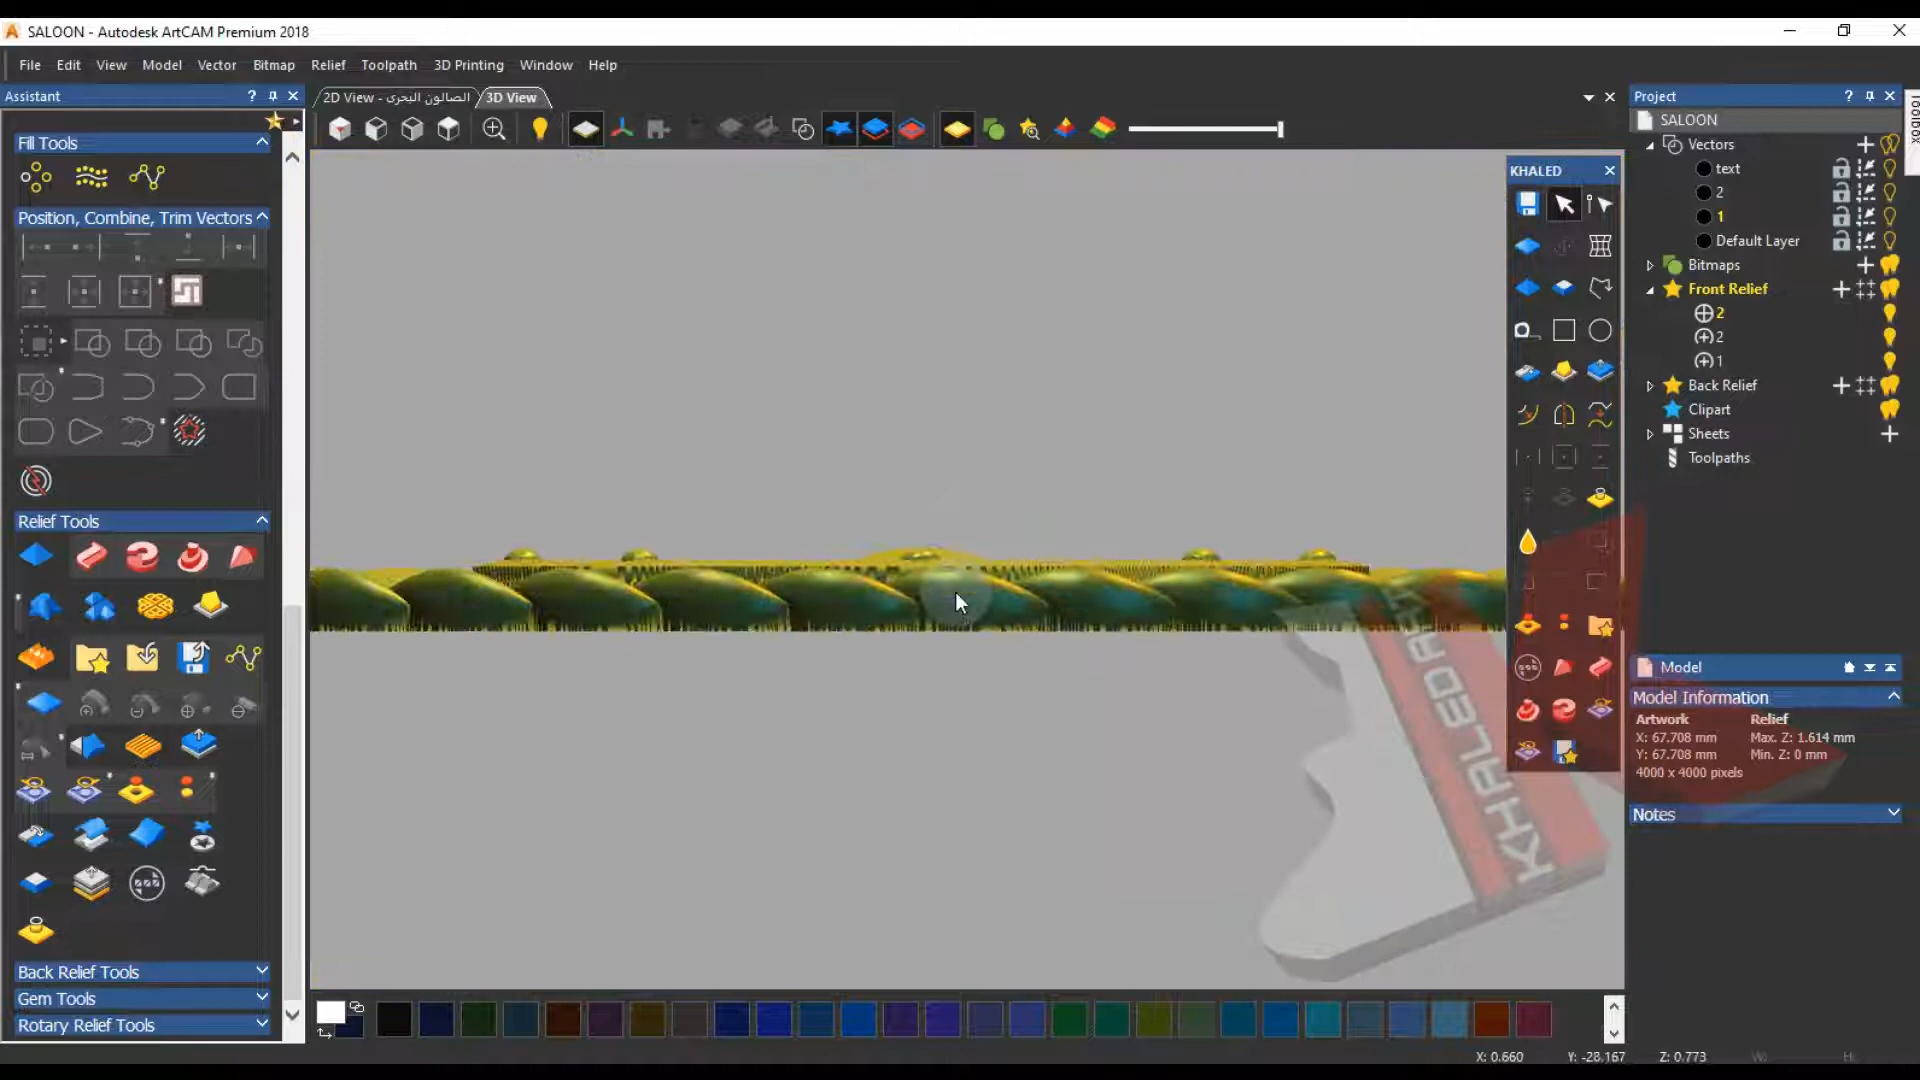 SALOON - Autodesk ArtCAM Premium 2018
File Edit View Model Vector Bitmap Relief Toolpath 3D Printing Window Help
Assistant
2D View - الصالون البحرى
3D View
Project
Toolbox
Fill Tools
Position, Combine, Trim Vectors
Relief Tools
Back Relief Tools
Gem Tools
Rotary Relief Tools
KHALED
SALOON
Vectors
text
2
1
Default Layer
Bitmaps
Front Relief
2
2
1
Back Relief
Clipart
Sheets
Toolpaths
Model
Model Information
Artwork Relief
X: 67.708 mm Max. Z: 1.614 mm
Y: 67.708 mm Min. Z: 0 mm
4000 x 4000 pixels
Notes
X: 0.660 Y: -28.167 Z: 0.773